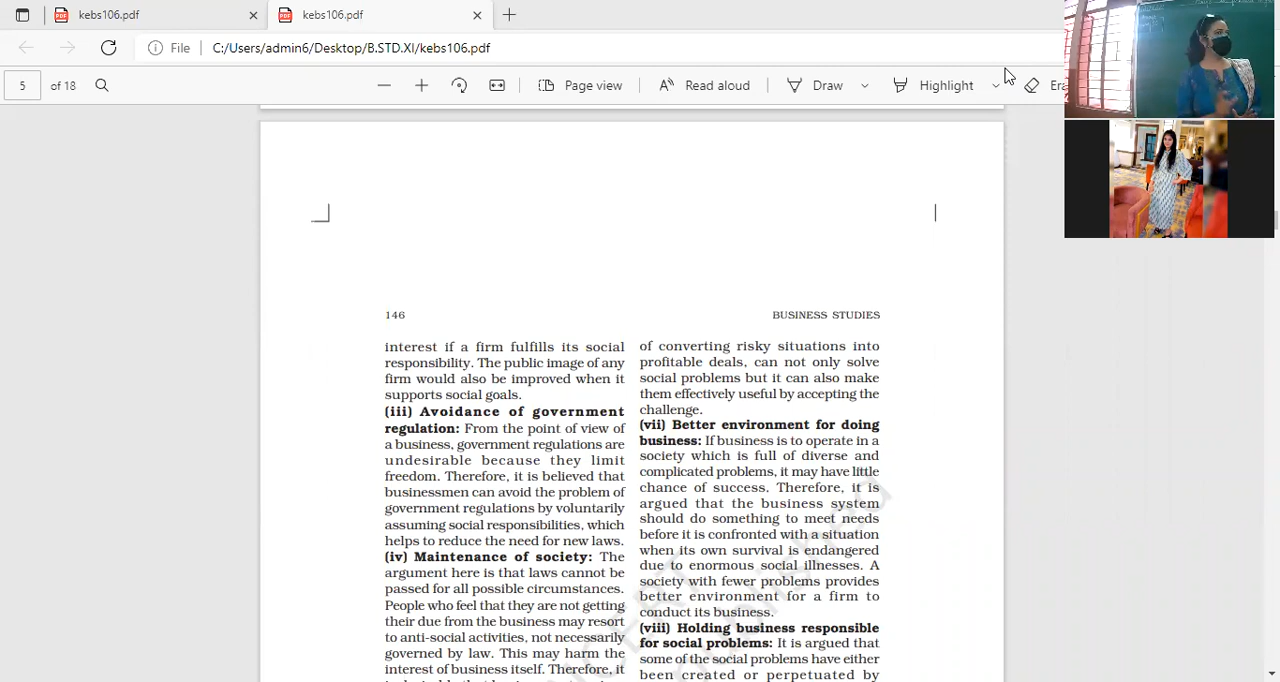 kebs106.pdf
kebs106.pdf
File
C:/Users/admin6/Desktop/B.STD.XI/kebs106.pdf
5 of 18
Page view
Read aloud
Draw
Highlight
Era
146
BUSINESS STUDIES
interest if a firm fulfills its social
responsibility. The public image of any
firm would also be improved when it
supports social goals.
(iii) Avoidance of government
regulation: From the point of view of
a business, government regulations are
undesirable because they limit
freedom. Therefore, it is believed that
businessmen can avoid the problem of
government regulations by voluntarily
assuming social responsibilities, which
helps to reduce the need for new laws.
(iv) Maintenance of society: The
argument here is that laws cannot be
passed for all possible circumstances.
People who feel that they are not getting
their due from the business may resort
to anti-social activities, not necessarily
governed by law. This may harm the
interest of business itself. Therefore, it
of converting risky situations into
profitable deals, can not only solve
social problems but it can also make
them effectively useful by accepting the
challenge.
(vii) Better environment for doing
business: If business is to operate in a
society which is full of diverse and
complicated problems, it may have little
chance of success. Therefore, it is
argued that the business system
should do something to meet needs
before it is confronted with a situation
when its own survival is endangered
due to enormous social illnesses. A
society with fewer problems provides
better environment for a firm to
conduct its business.
(viii) Holding business responsible
for social problems: It is argued that
some of the social problems have either
been created or perpetuated by